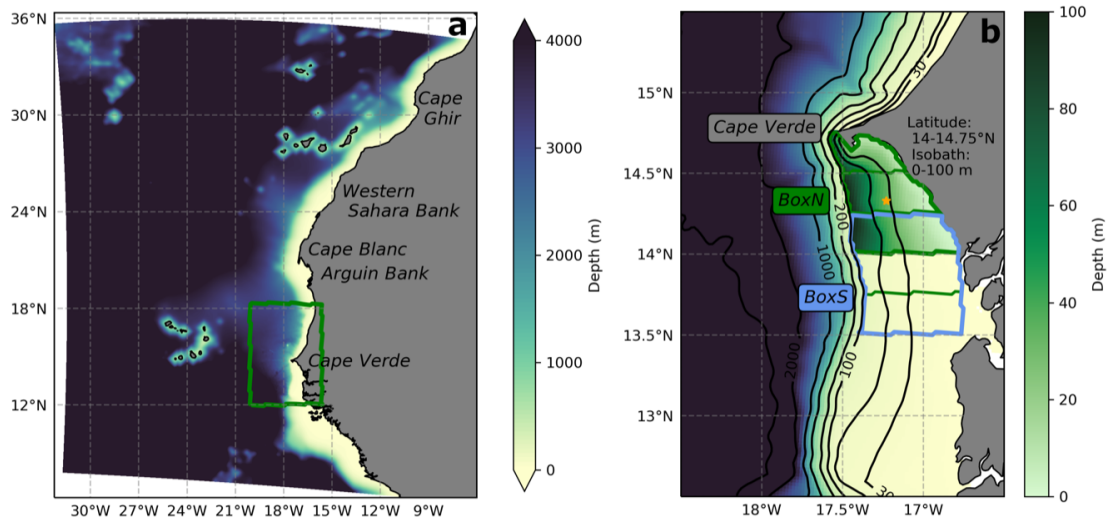 a
36°N
30°N
24°N
18°N
12°N
30°W 27°W 24°W 21°W 18°W 15°W 12°W 9°W
Cape
Ghir
Western
Sahara Bank
Cape Blanc
Arguin Bank
Cape Verde
4000
3000
2000
1000
0
Depth (m)
b
15°N
14.5°N
14°N
13.5°N
13°N
18°W 17.5°W 17°W
30
Cape Verde
Latitude:
14-14.75°N
Isobath:
0-100 m
BoxN
200
1000
BoxS
2000
100
30
100
80
60
40
20
0
Depth (m)